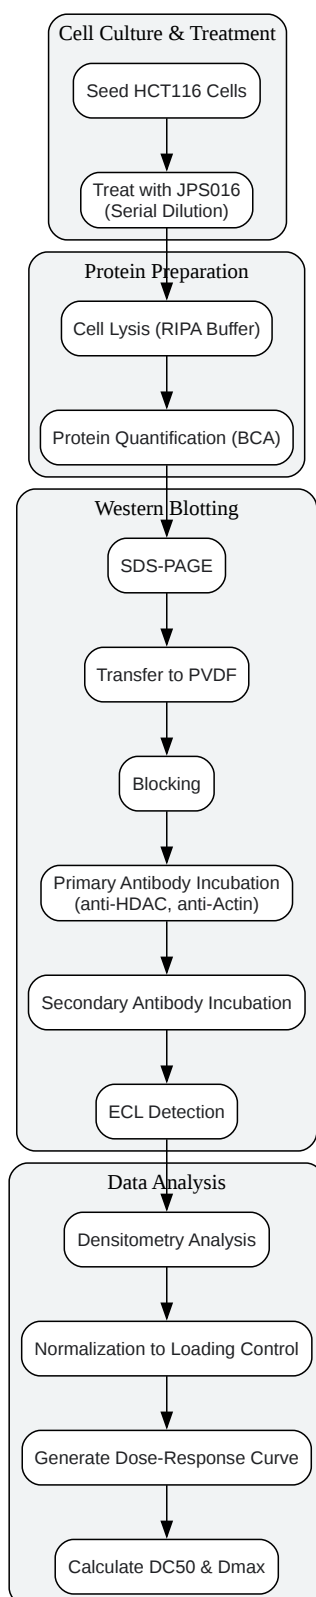 Cell Culture & Treatment
Seed HCT116 Cells
Treat with JPS016
(Serial Dilution)
Protein Preparation
Cell Lysis (RIPA Buffer)
Protein Quantification (BCA)
Western Blotting
SDS-PAGE
Transfer to PVDF
Blocking
Primary Antibody Incubation
(anti-HDAC, anti-Actin)
Secondary Antibody Incubation
ECL Detection
Data Analysis
Densitometry Analysis
Normalization to Loading Control
Generate Dose-Response Curve
Calculate DC50 & Dmax